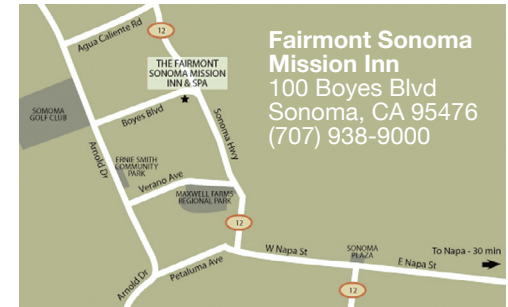 Agua Caliente Rd
12
Fairmont Sonoma
Mission Inn
100 Boyes Blvd
Sonoma, CA 95476
(707) 938-9000
THE FAIRMONT
SONOMA MISSION
INN & SPA
SOMOMA
GOLF CLUB
Boyes Blvd
Sonoma Hwy
Arnold Dr
ERNIE SMITH
COMMUNITY
PARK
Verano Ave
MAXWELL FARMS
REGIONAL PARK
12
W Napa St
SONOMA
PLAZA
To Napa - 30 min
E Napa St
Petaluma Ave
Arnold Dr
12